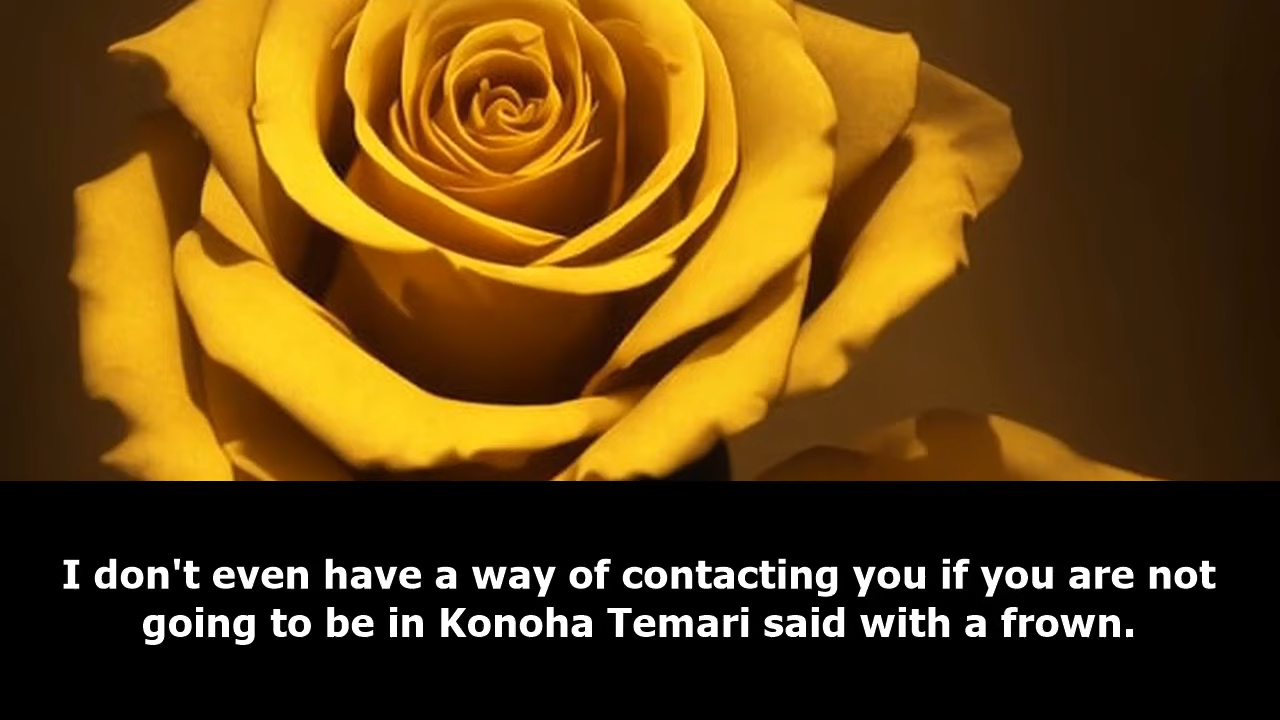 I don't even have a way of contacting you if you are not
going to be in Konoha Temari said with a frown.